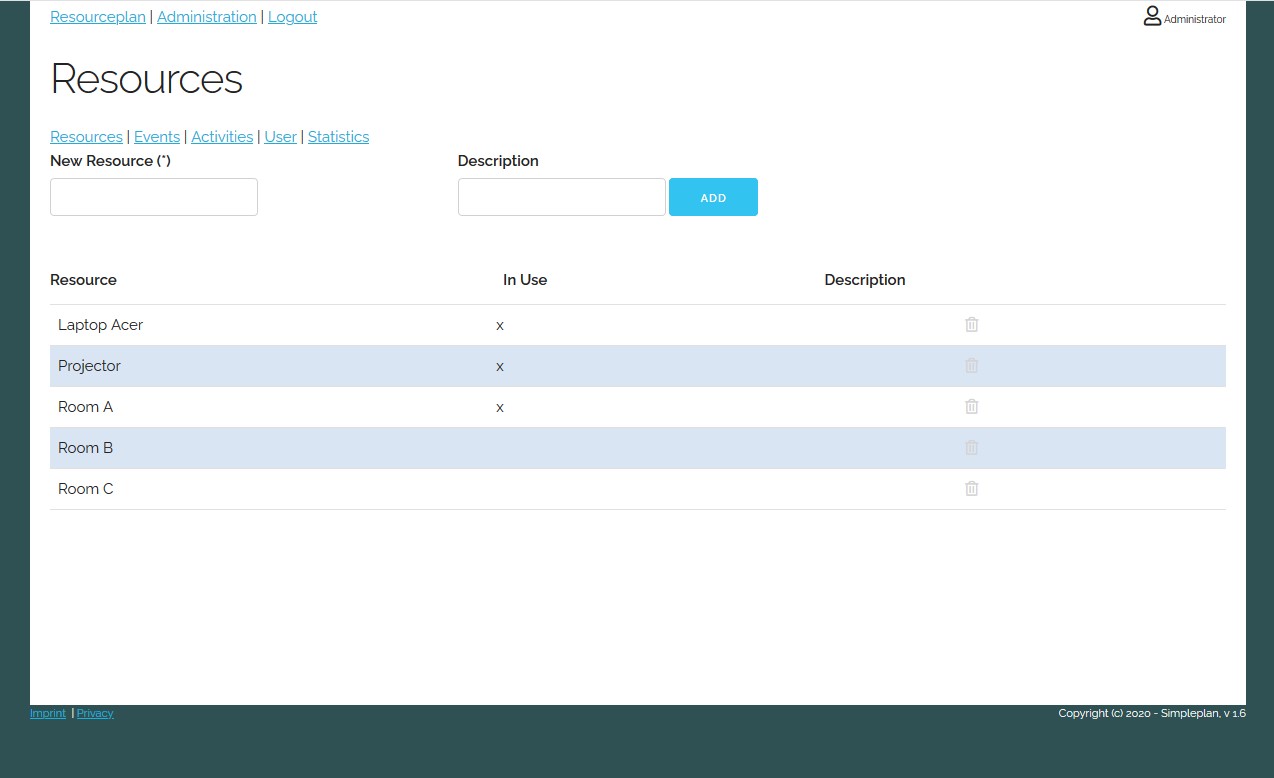 Resourceplan | Administration | Logout
Administrator
Resources
Resources | Events | Activities | User | Statistics
New Resource (*) Description
ADD
Resource In Use Description
Laptop Acer x
Projector x
Room A x
Room B
Room C
Imprint | Privacy
Copyright (c) 2020 - Simpleplan, v 1.6